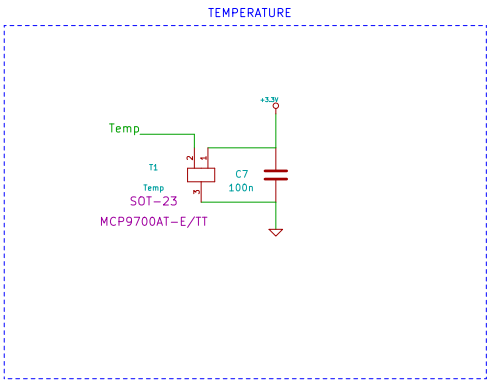 TEMPERATURE
+3.3V
Temp
2
1
T1
C7
Temp
100n
3
SOT-23
MCP9700AT-E/TT